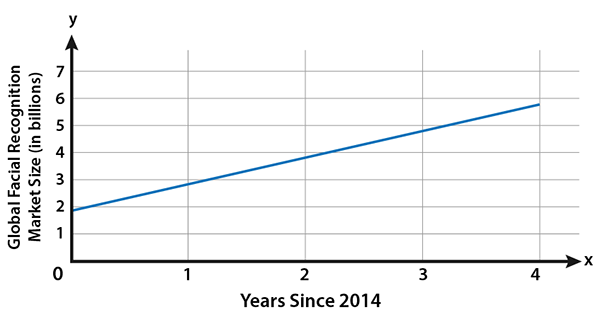 y
Global Facial Recognition
Market Size (in billions)
7
6
5
4
3
2
1
0
1
2
3
4
x
Years Since 2014